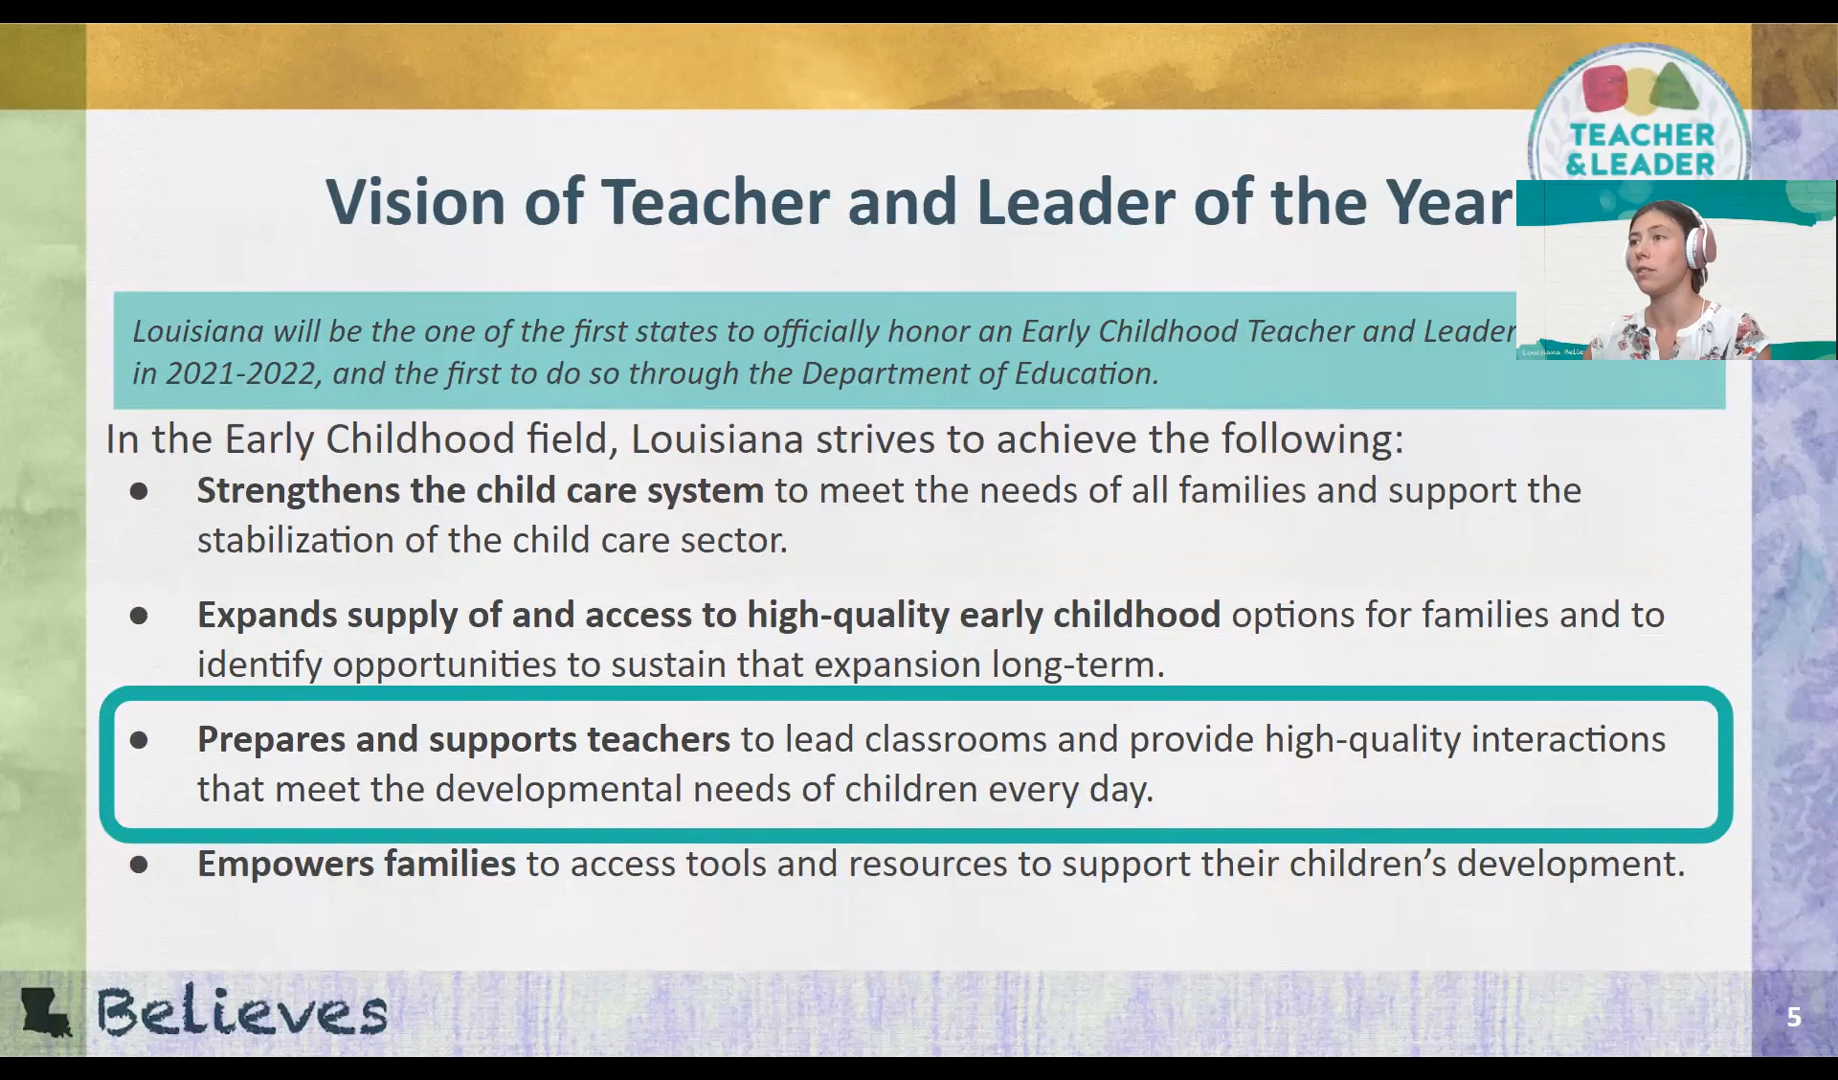 TEACHER
& LEADER
Vision of Teacher and Leader of the Year
Louisiana will be the one of the first states to officially honor an Early Childhood Teacher and Leader
in 2021-2022, and the first to do so through the Department of Education.
In the Early Childhood field, Louisiana strives to achieve the following:
● Strengthens the child care system to meet the needs of all families and support the
stabilization of the child care sector.
● Expands supply of and access to high-quality early childhood options for families and to
identify opportunities to sustain that expansion long-term.
● Prepares and supports teachers to lead classrooms and provide high-quality interactions
that meet the developmental needs of children every day.
● Empowers families to access tools and resources to support their children’s development.
Believes
5